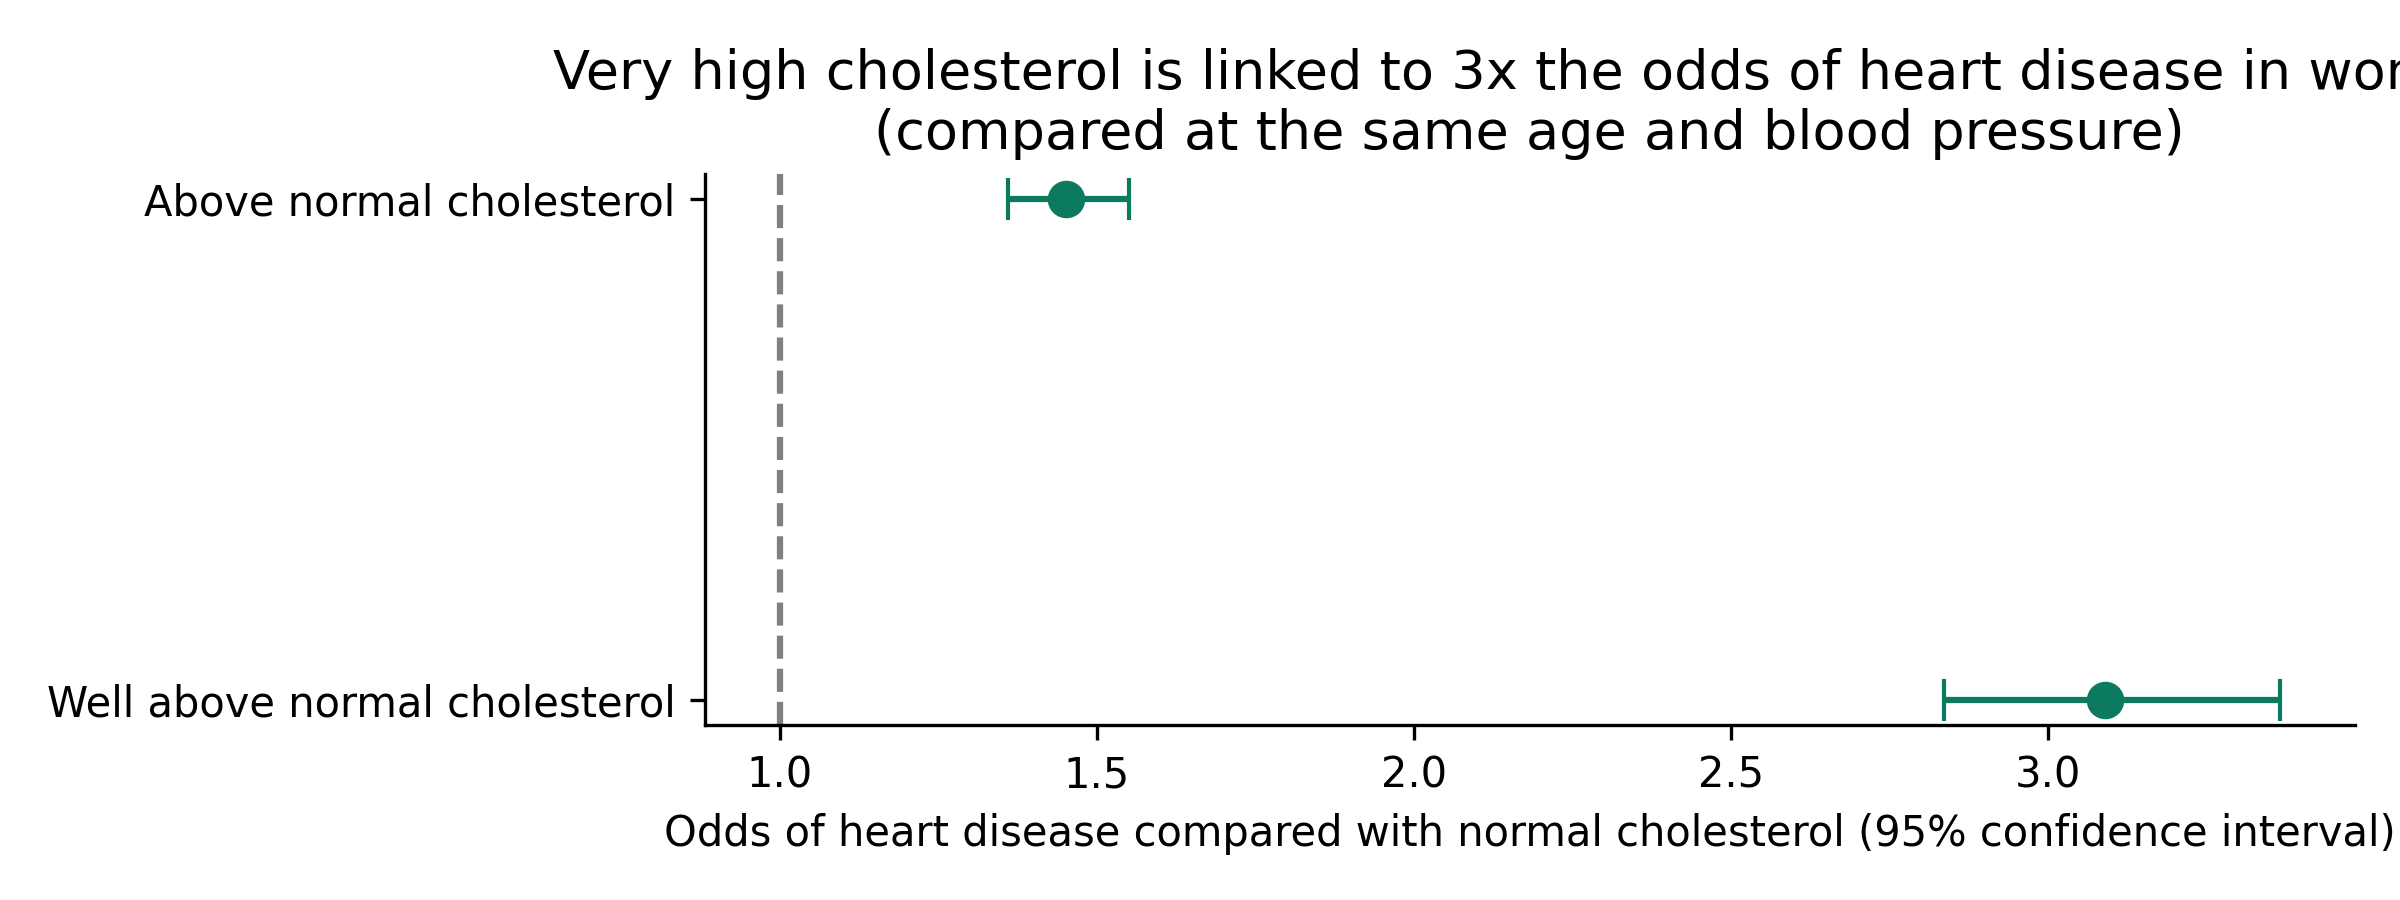 Very high cholesterol is linked to 3x the odds of heart disease in
(compared at the same age and blood pressure)
Above normal cholesterol
Well above normal cholesterol
1.0 1.5 2.0 2.5 3.0
Odds of heart disease compared with normal cholesterol (95% confidence interval)